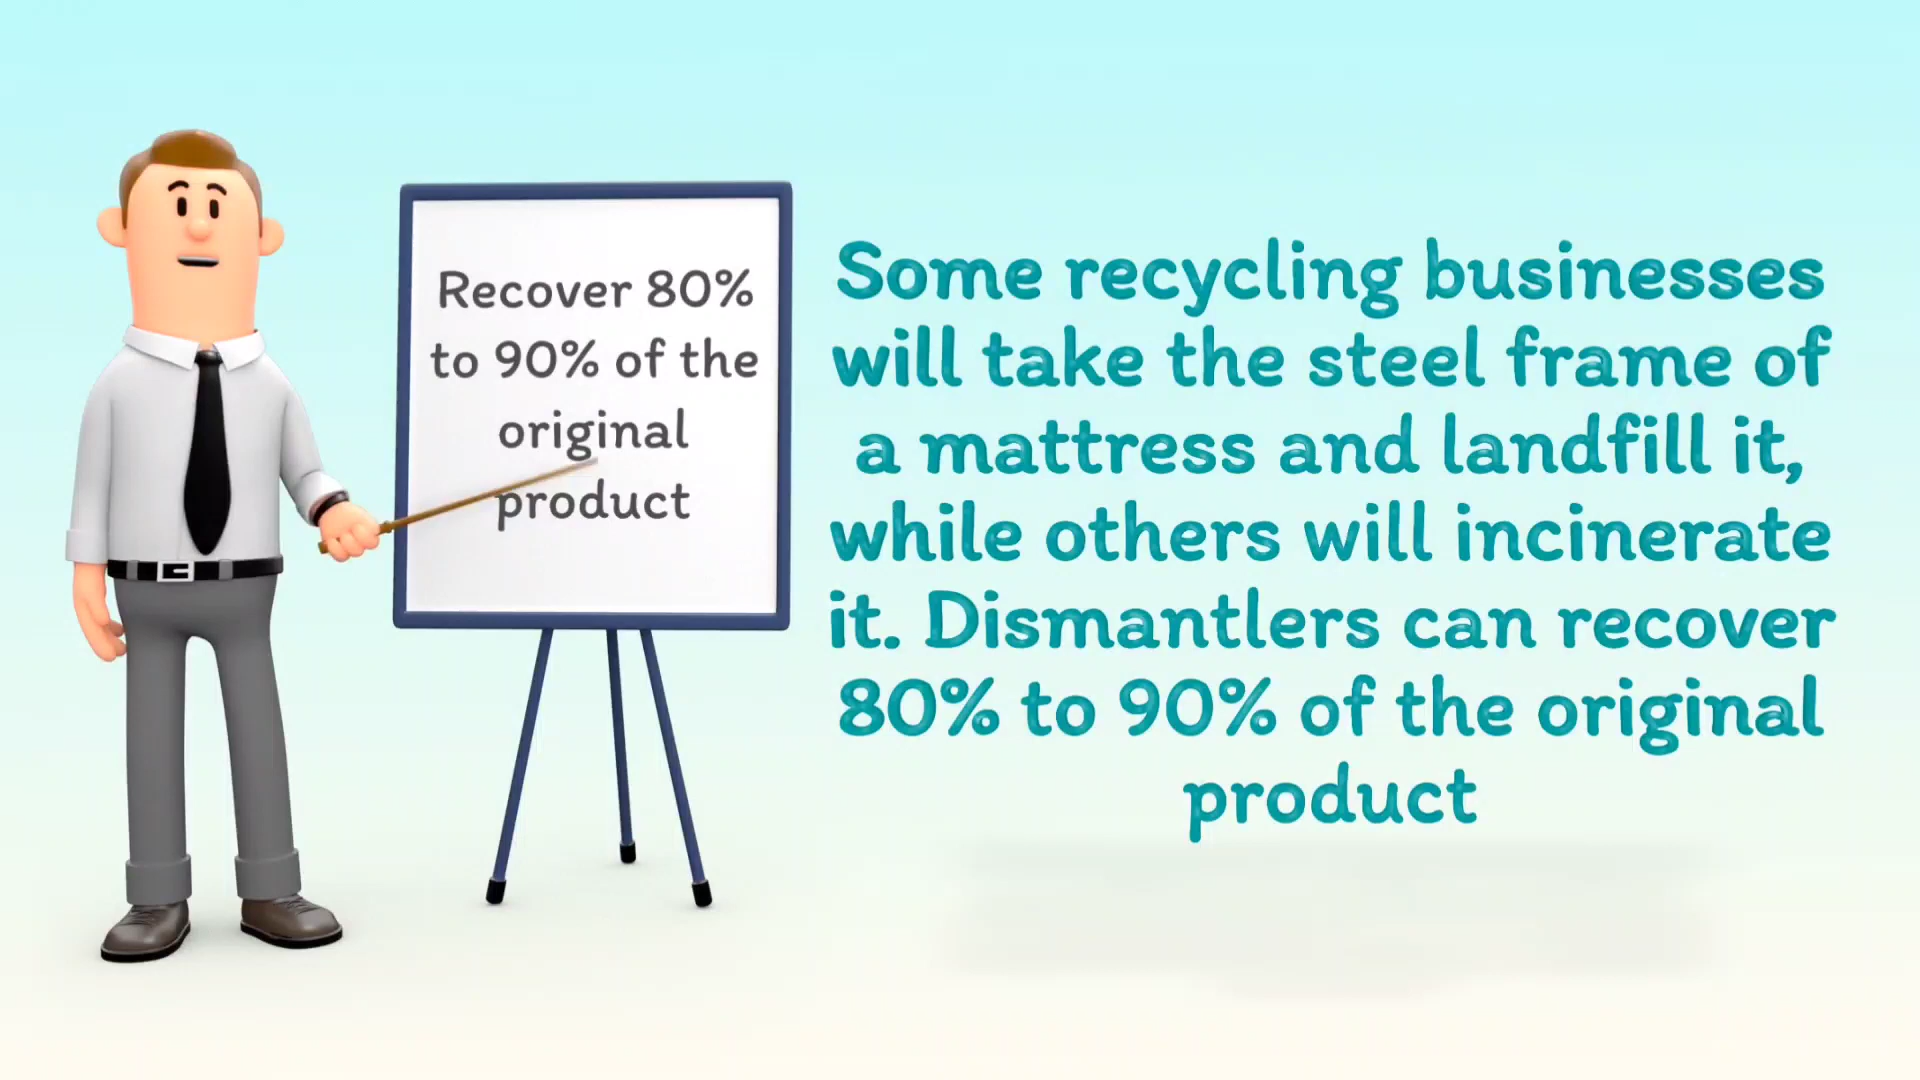 Recover 80%
to 90% of the
original
product
Some recycling businesses
will take the steel frame of
a mattress and landfill it,
while others will incinerate
it. Dismantlers can recover
80% to 90% of the original
product